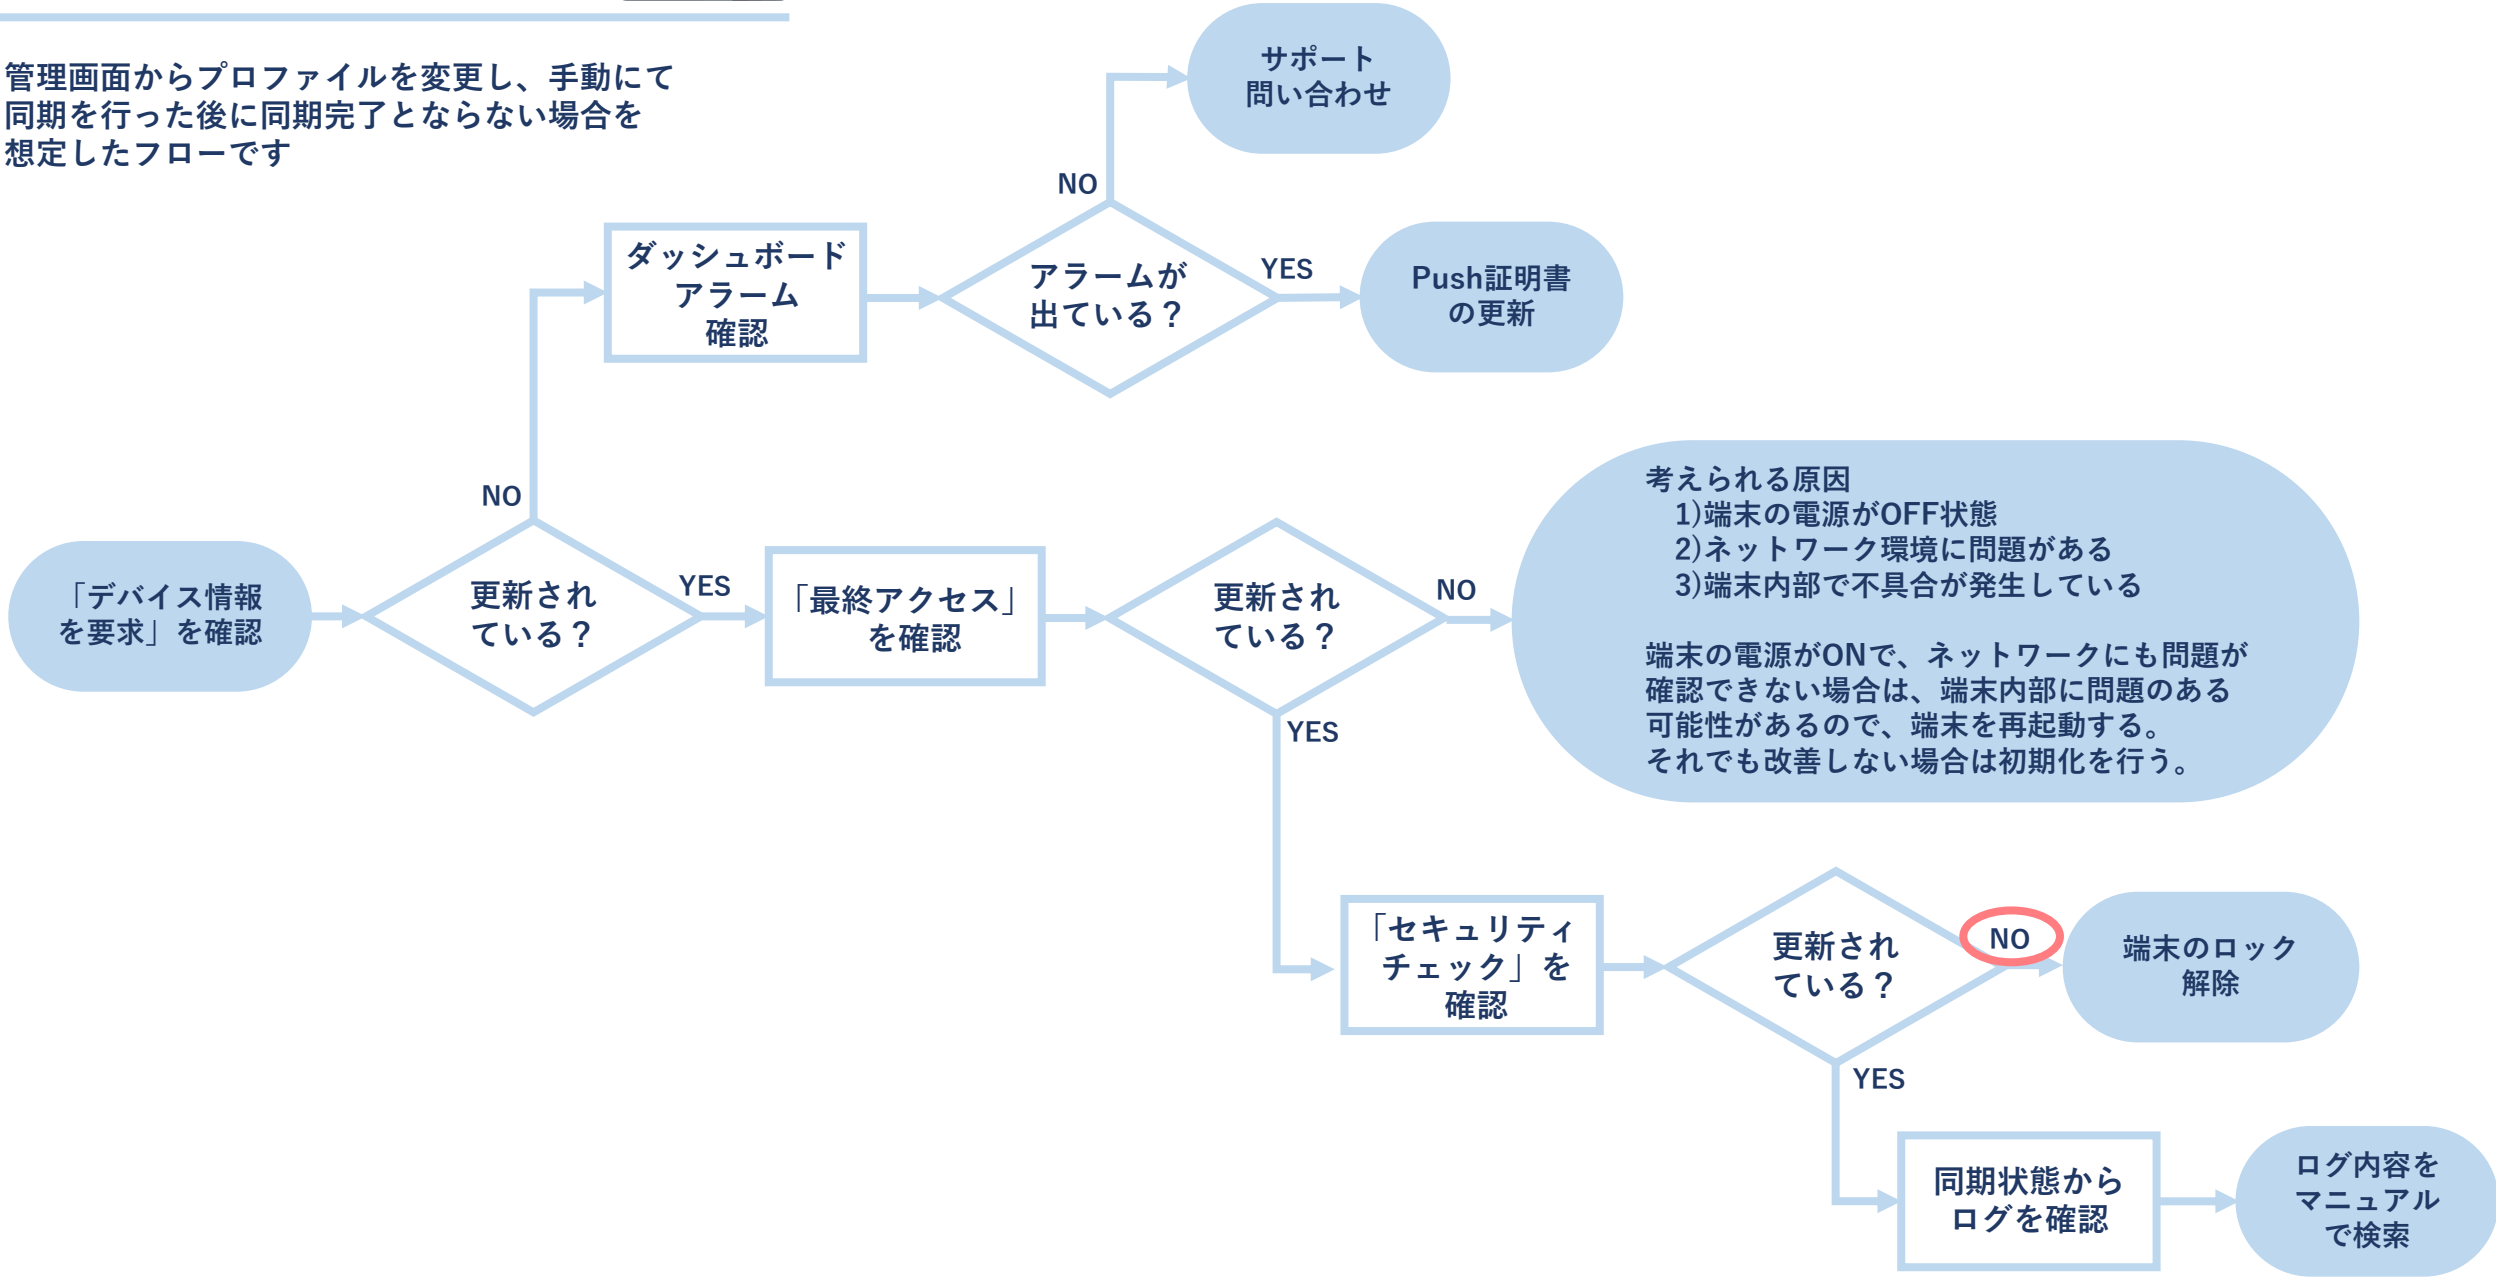 管理画面からプロファイルを変更し、手動にて
同期を行った後に同期完了とならない場合を
想定したフローです
サポート
問い合わせ
NO
ダッシュボード
アラーム
確認
アラームが
出ている？
YES
Push証明書
の更新
NO
「デバイス情報
を要求」を確認
更新され
ている？
YES
「最終アクセス」
を確認
更新され
ている？
NO
考えられる原因
1)端末の電源がOFF状態
2)ネットワーク環境に問題がある
3)端末内部で不具合が発生している
端末の電源がONで、ネットワークにも問題が
確認できない場合は、端末内部に問題のある
可能性があるので、端末を再起動する。
それでも改善しない場合は初期化を行う。
YES
「セキュリティ
チェック」を
確認
更新され
ている？
NO
端末のロック
解除
YES
同期状態から
ログを確認
ログ内容を
マニュアル
で検索